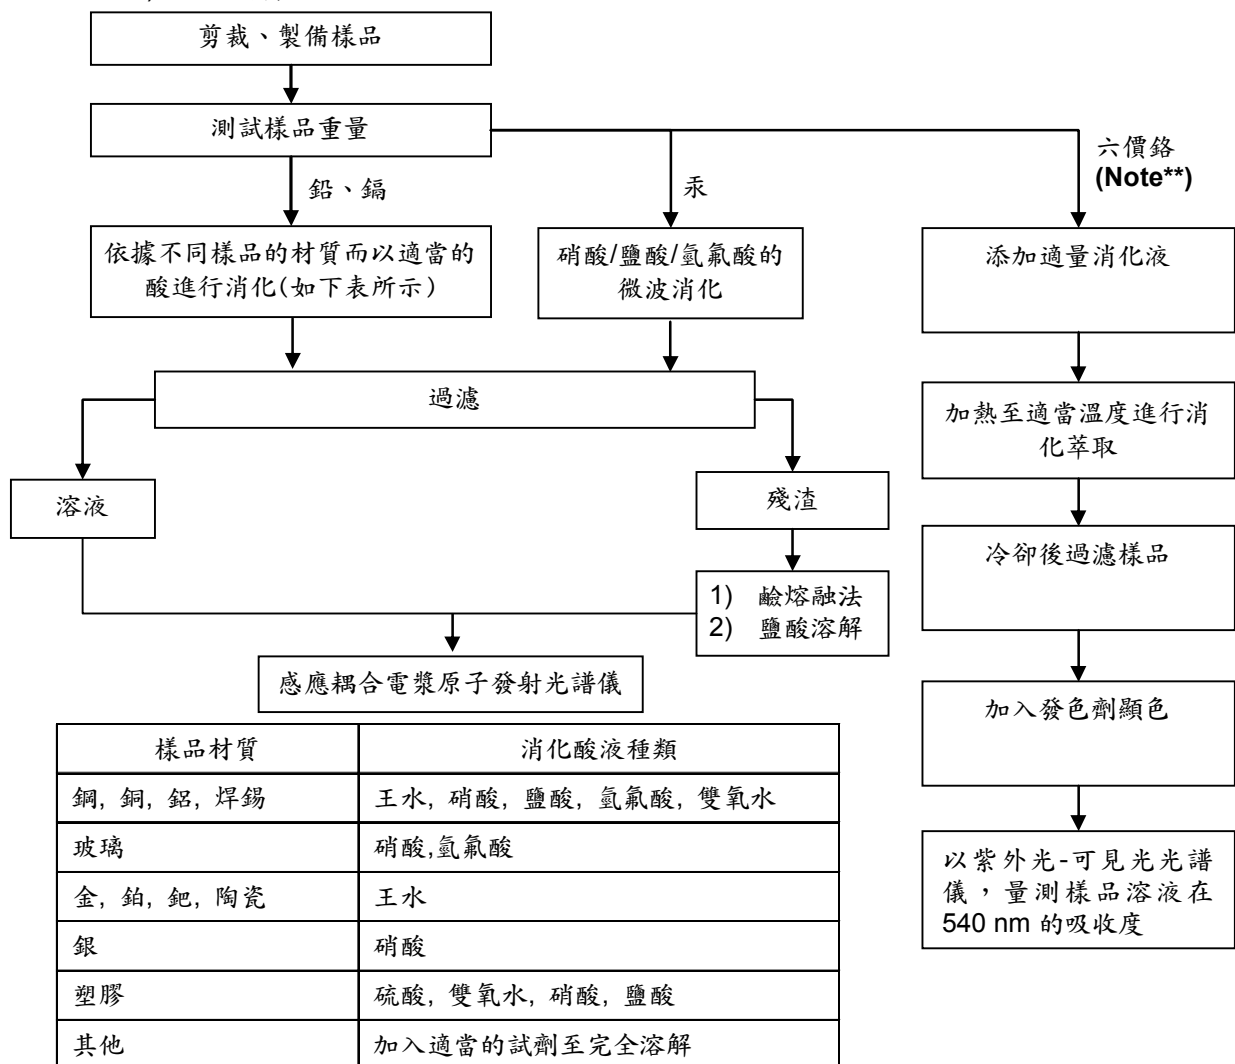 剪裁、製備樣品
測試樣品重量
鉛、鎘
汞
六價鉻
(Note**)
依據不同樣品的材質而以適當的
酸進行消化(如下表所示)
硝酸/鹽酸/氫氟酸的
微波消化
添加適量消化液
過濾
加熱至適當溫度進行消
化萃取
溶液
殘渣
冷卻後過濾樣品
1) 鹼熔融法
2) 鹽酸溶解
感應耦合電漿原子發射光譜儀
加入發色劑顯色
以紫外光-可見光光譜
儀，量測樣品溶液在
540 nm 的吸收度
樣品材質 消化酸液種類
鋼, 銅, 鋁, 焊錫 王水, 硝酸, 鹽酸, 氫氟酸, 雙氧水
玻璃 硝酸,氫氟酸
金, 鉑, 鈀, 陶瓷 王水
銀 硝酸
塑膠 硫酸, 雙氧水, 硝酸, 鹽酸
其他 加入適當的試劑至完全溶解